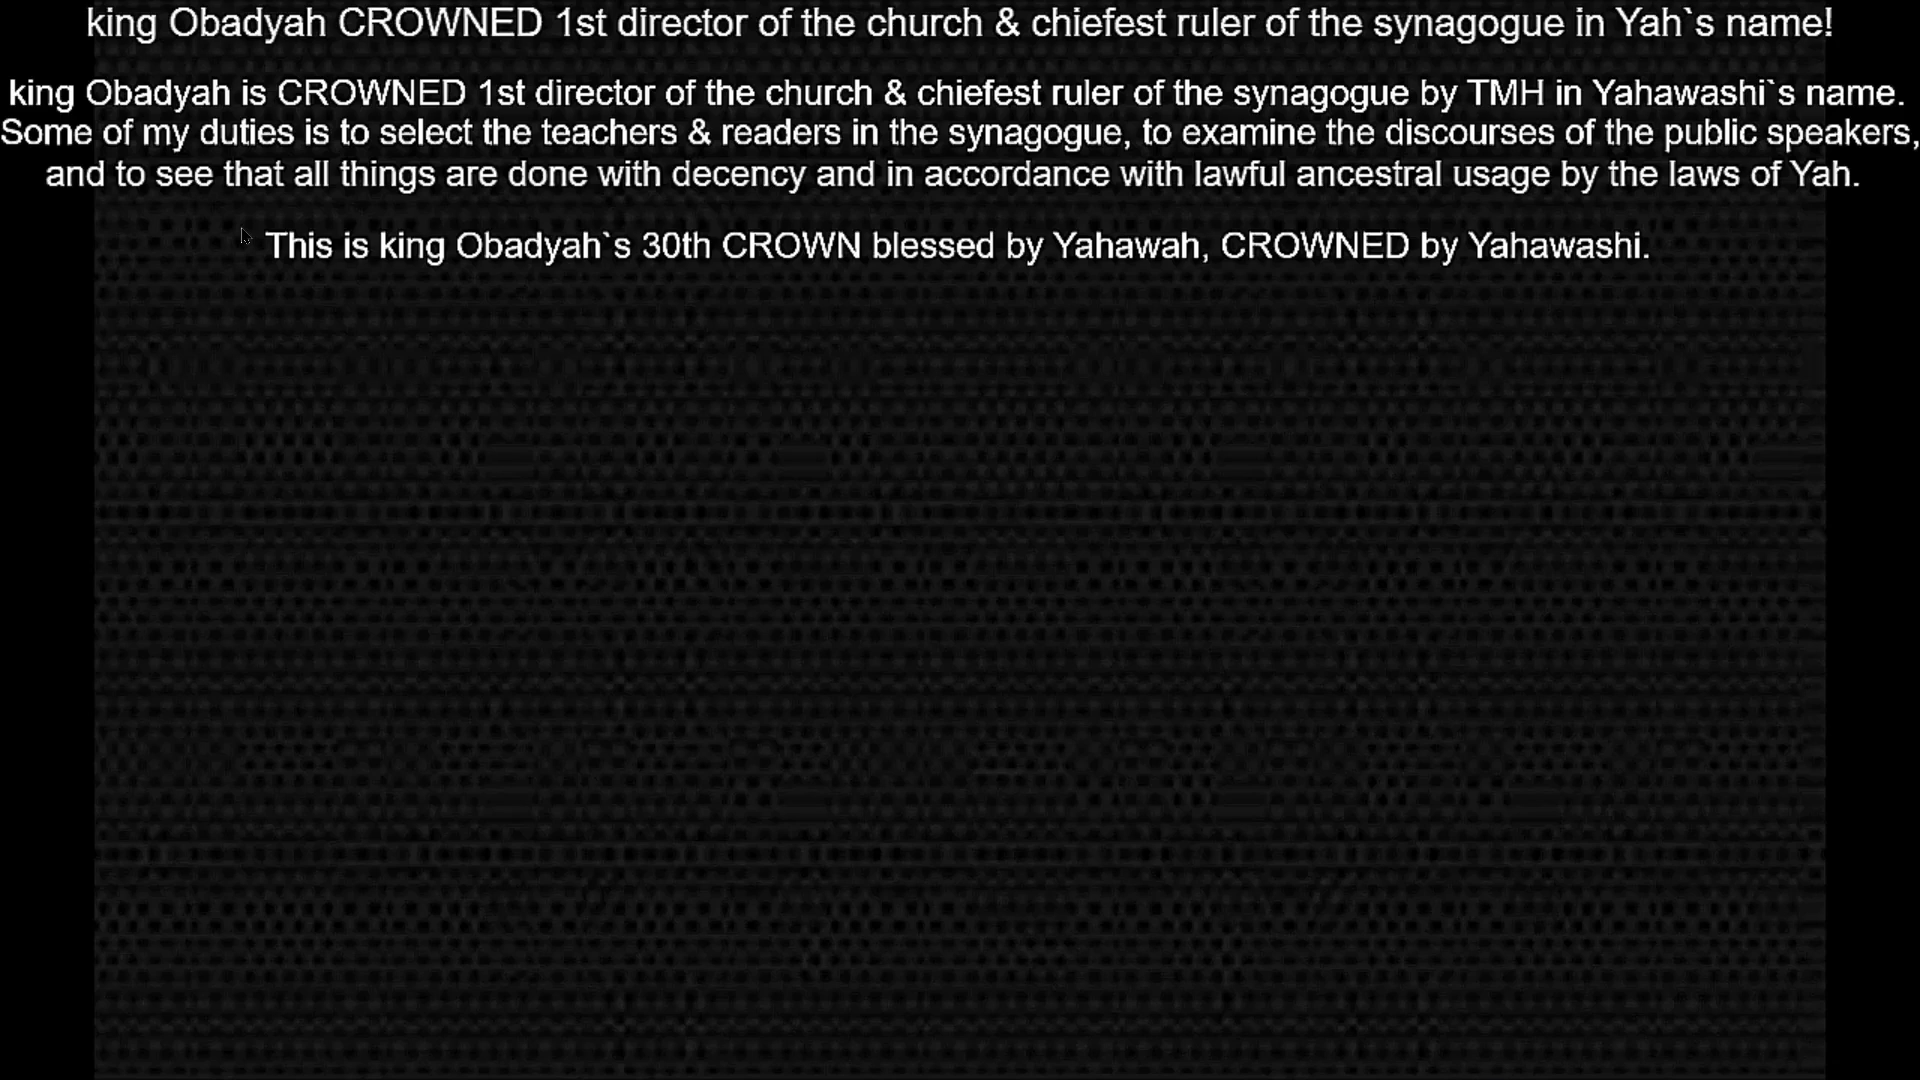 king Obadyah CROWNED 1st director of the church & chiefest ruler of the synagogue in Yah`s name!
king Obadyah is CROWNED 1st director of the church & chiefest ruler of the synagogue by TMH in Yahawashi`s name.
Some of my duties is to select the teachers & readers in the synagogue, to examine the discourses of the public speakers,
and to see that all things are done with decency and in accordance with lawful ancestral usage by the laws of Yah.
This is king Obadyah`s 30th CROWN blessed by Yahawah, CROWNED by Yahawashi.